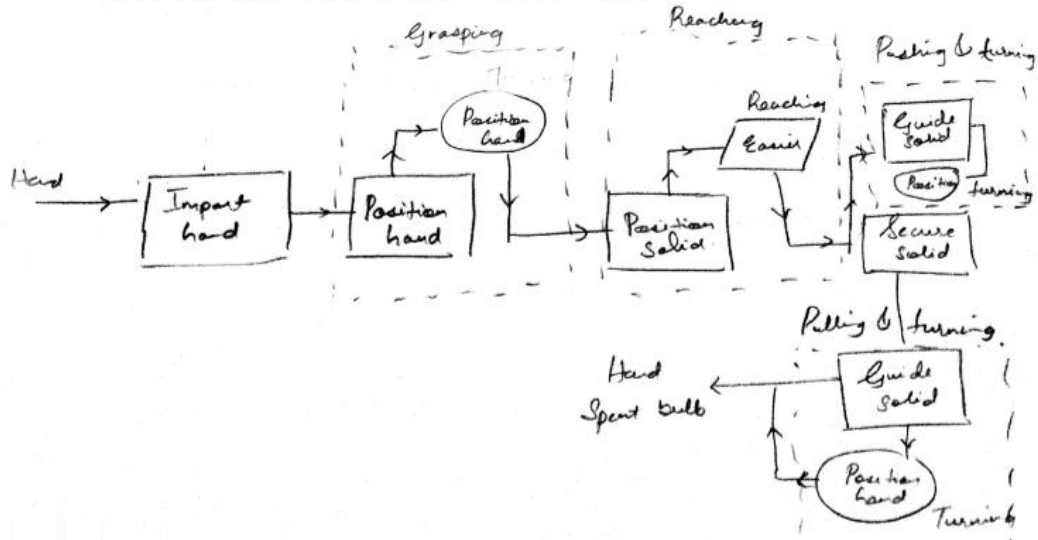 Grasping
Reaching
Pushing & turning
Position
hand
Reaching
Easier
Guide
solid
Position
turning
Hand
Import
hand
Position
hand
Position
solid
Secure
solid
Pulling & turning
Hand
Spent bulb
Guide
solid
Position
hand
Turning